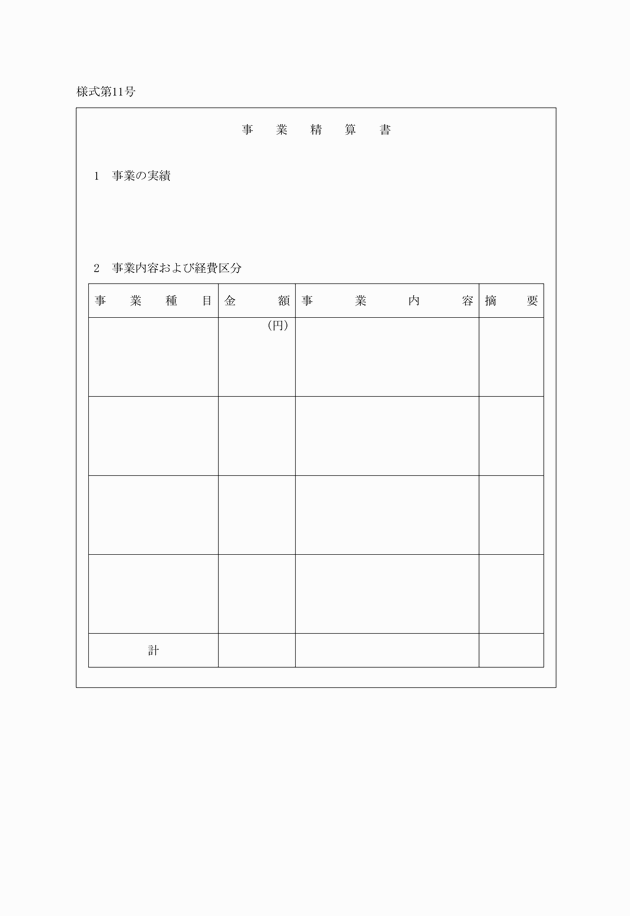 様式第11号
事業精算書
1 事業の実績
2 事業内容および経費区分
事業種目 金額 事業内容 摘要
(円)
計